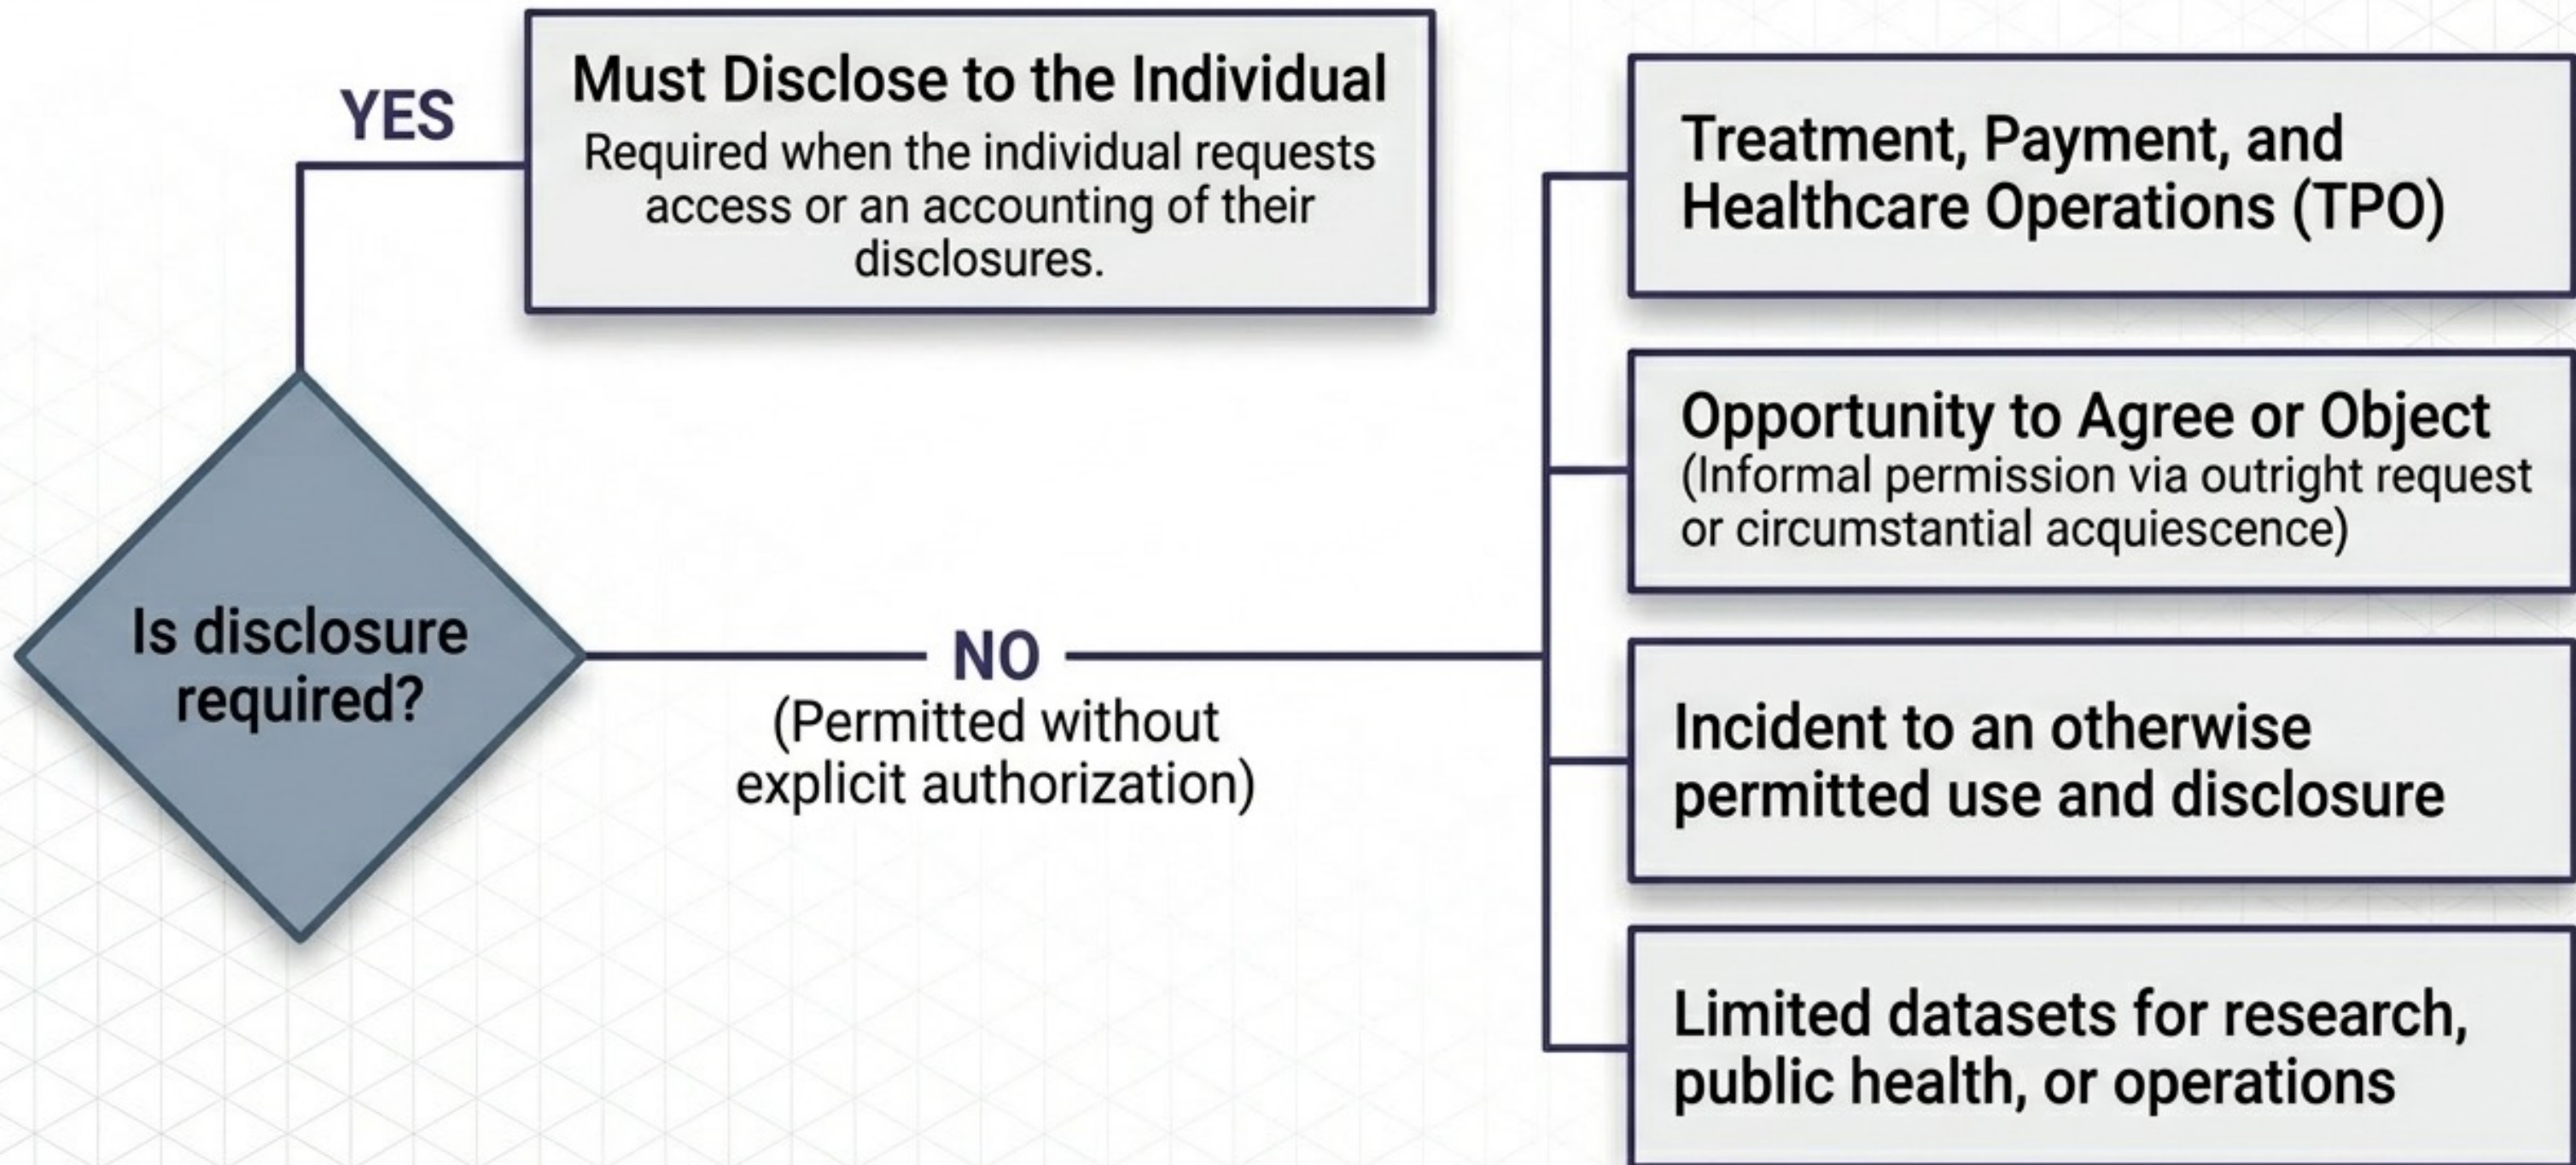 YES
Must Disclose to the Individual
Required when the individual requests
access or an accounting of their
disclosures.
Is disclosure
required?
NO
(Permitted without
explicit authorization)
Treatment, Payment, and
Healthcare Operations (TPO)
Opportunity to Agree or Object
(Informal permission via outright request
or circumstantial acquiescence)
Incident to an otherwise
permitted use and disclosure
Limited datasets for research,
public health, or operations